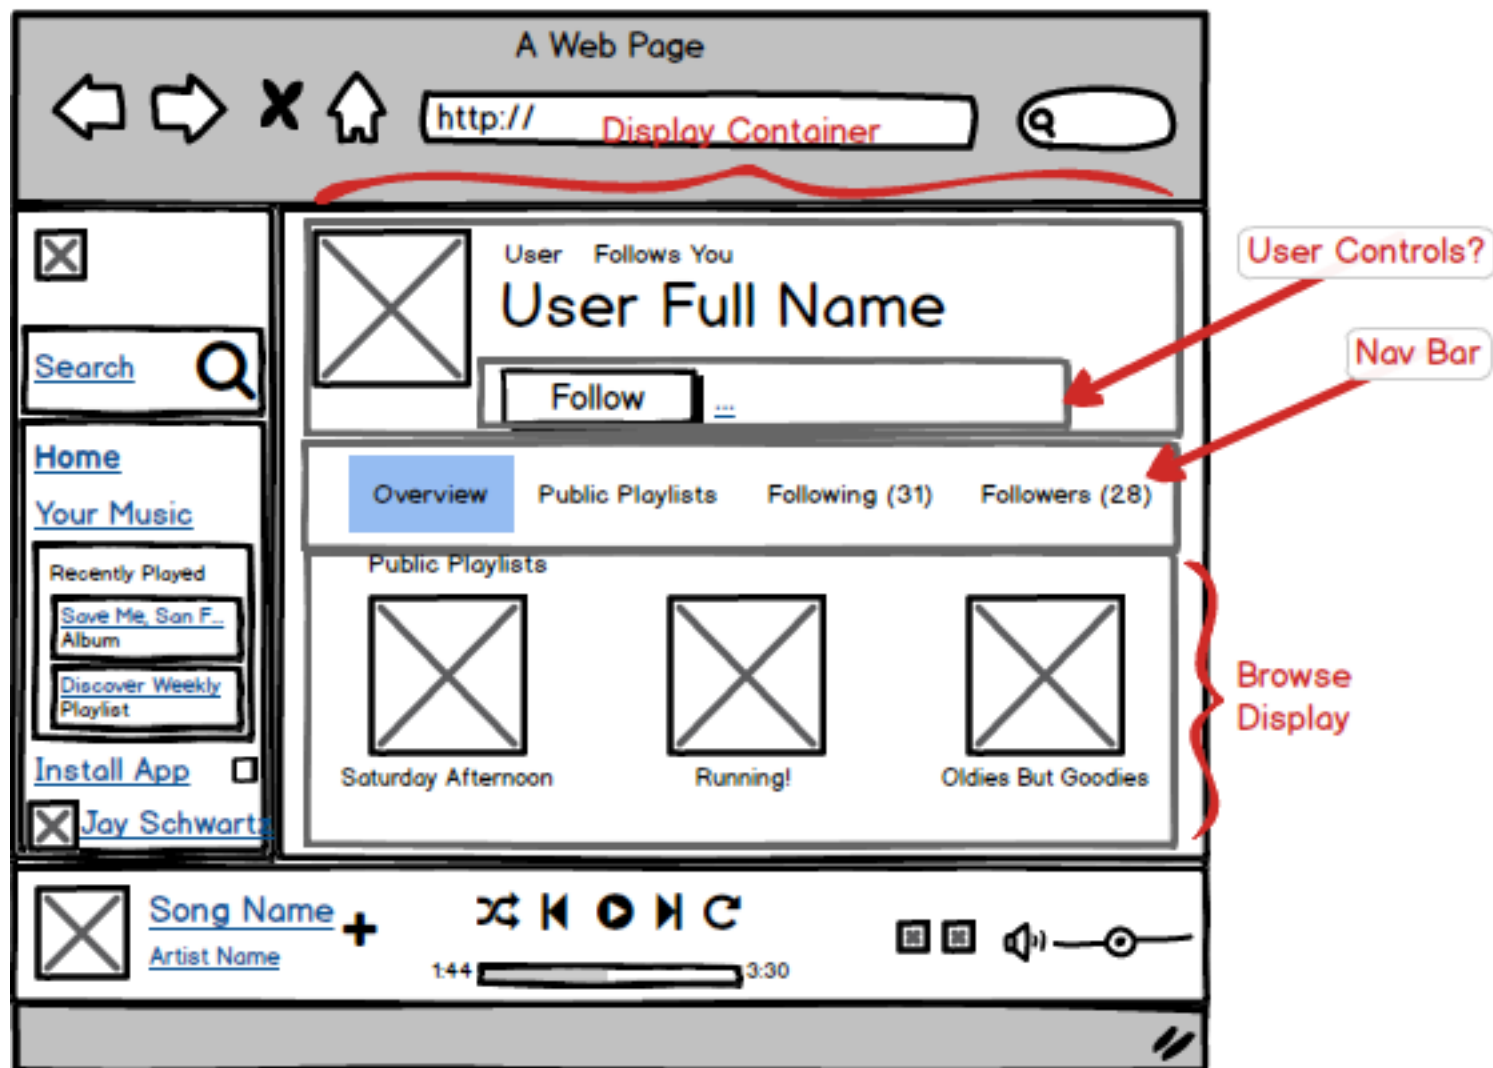 A Web Page
http://
Display Container
User Follows You
User Full Name
Follow
...
User Controls?
Nav Bar
Search
Home
Your Music
Recently Played
Save Me, San F...
Album
Discover Weekly
Playlist
Install App
Jay Schwartz
Overview Public Playlists Following (31) Followers (28)
Public Playlists
Saturday Afternoon Running! Oldies But Goodies
Browse
Display
Song Name
Artist Name
1:44 3:30